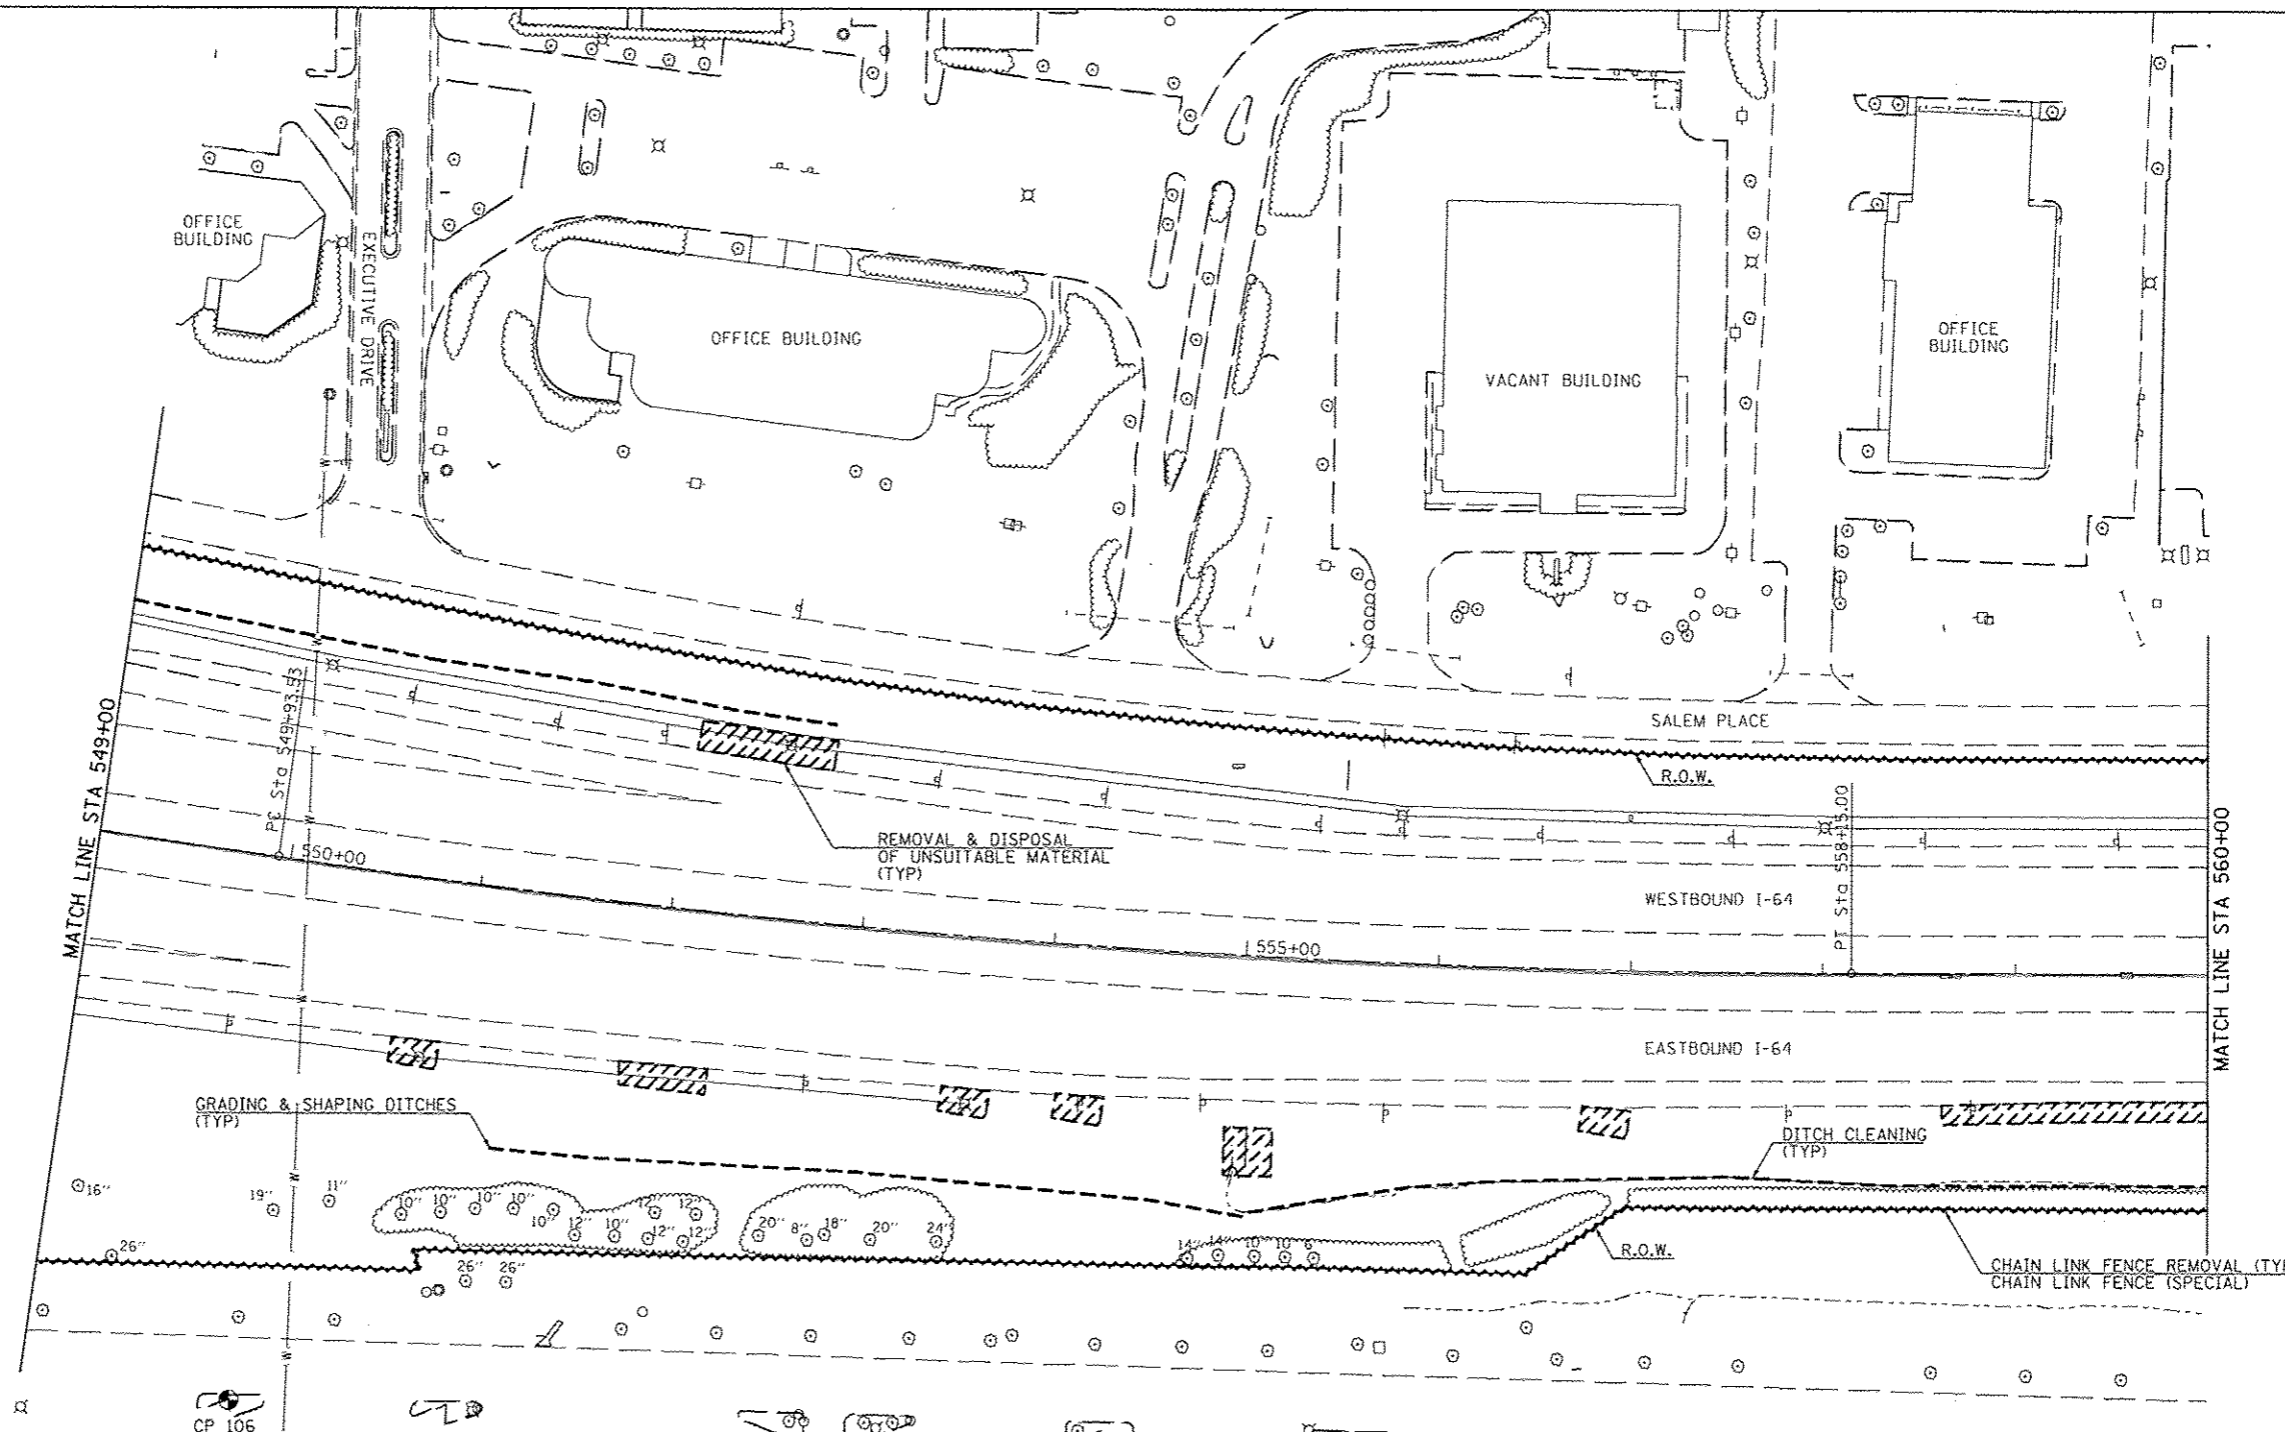 OFFICE
BUILDING
EXECUTIVE DRIVE
OFFICE BUILDING
VACANT BUILDING
OFFICE
BUILDING
SALEM PLACE
R.O.W.
MATCH LINE STA 549+00
PC Sta 549+93.93
550+00
REMOVAL & DISPOSAL
OF UNSUITABLE MATERIAL
(TYP)
WESTBOUND I-64
PT Sta 558+15.00
MATCH LINE STA 560+00
555+00
EASTBOUND I-64
GRADING & SHAPING DITCHES
(TYP)
DITCH CLEANING
(TYP)
16"
19"
11"
10"
10"
10"
10"
10"
12"
10"
12"
12"
12"
12"
20"
8"
18"
20"
24"
14"
14"
10"
10"
6"
26"
26"
26"
R.O.W.
CHAIN LINK FENCE REMOVAL (TYP
CHAIN LINK FENCE (SPECIAL)
CP 106
W
W
W
W
W
W
W